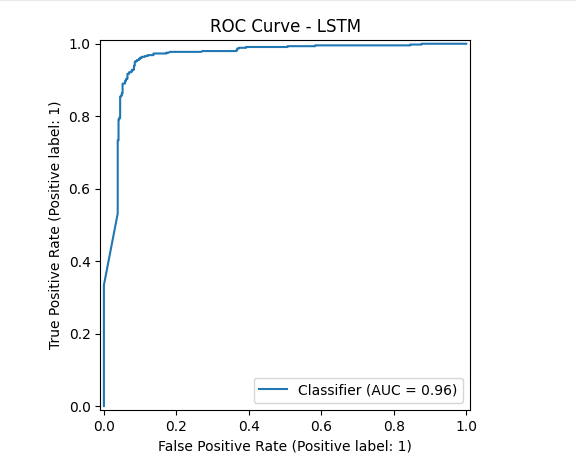 ROC Curve - LSTM
1.0
0.8
0.6
0.4
0.2
0.0
True Positive Rate (Positive label: 1)
Classifier (AUC = 0.96)
0.0 0.2 0.4 0.6 0.8 1.0
False Positive Rate (Positive label: 1)